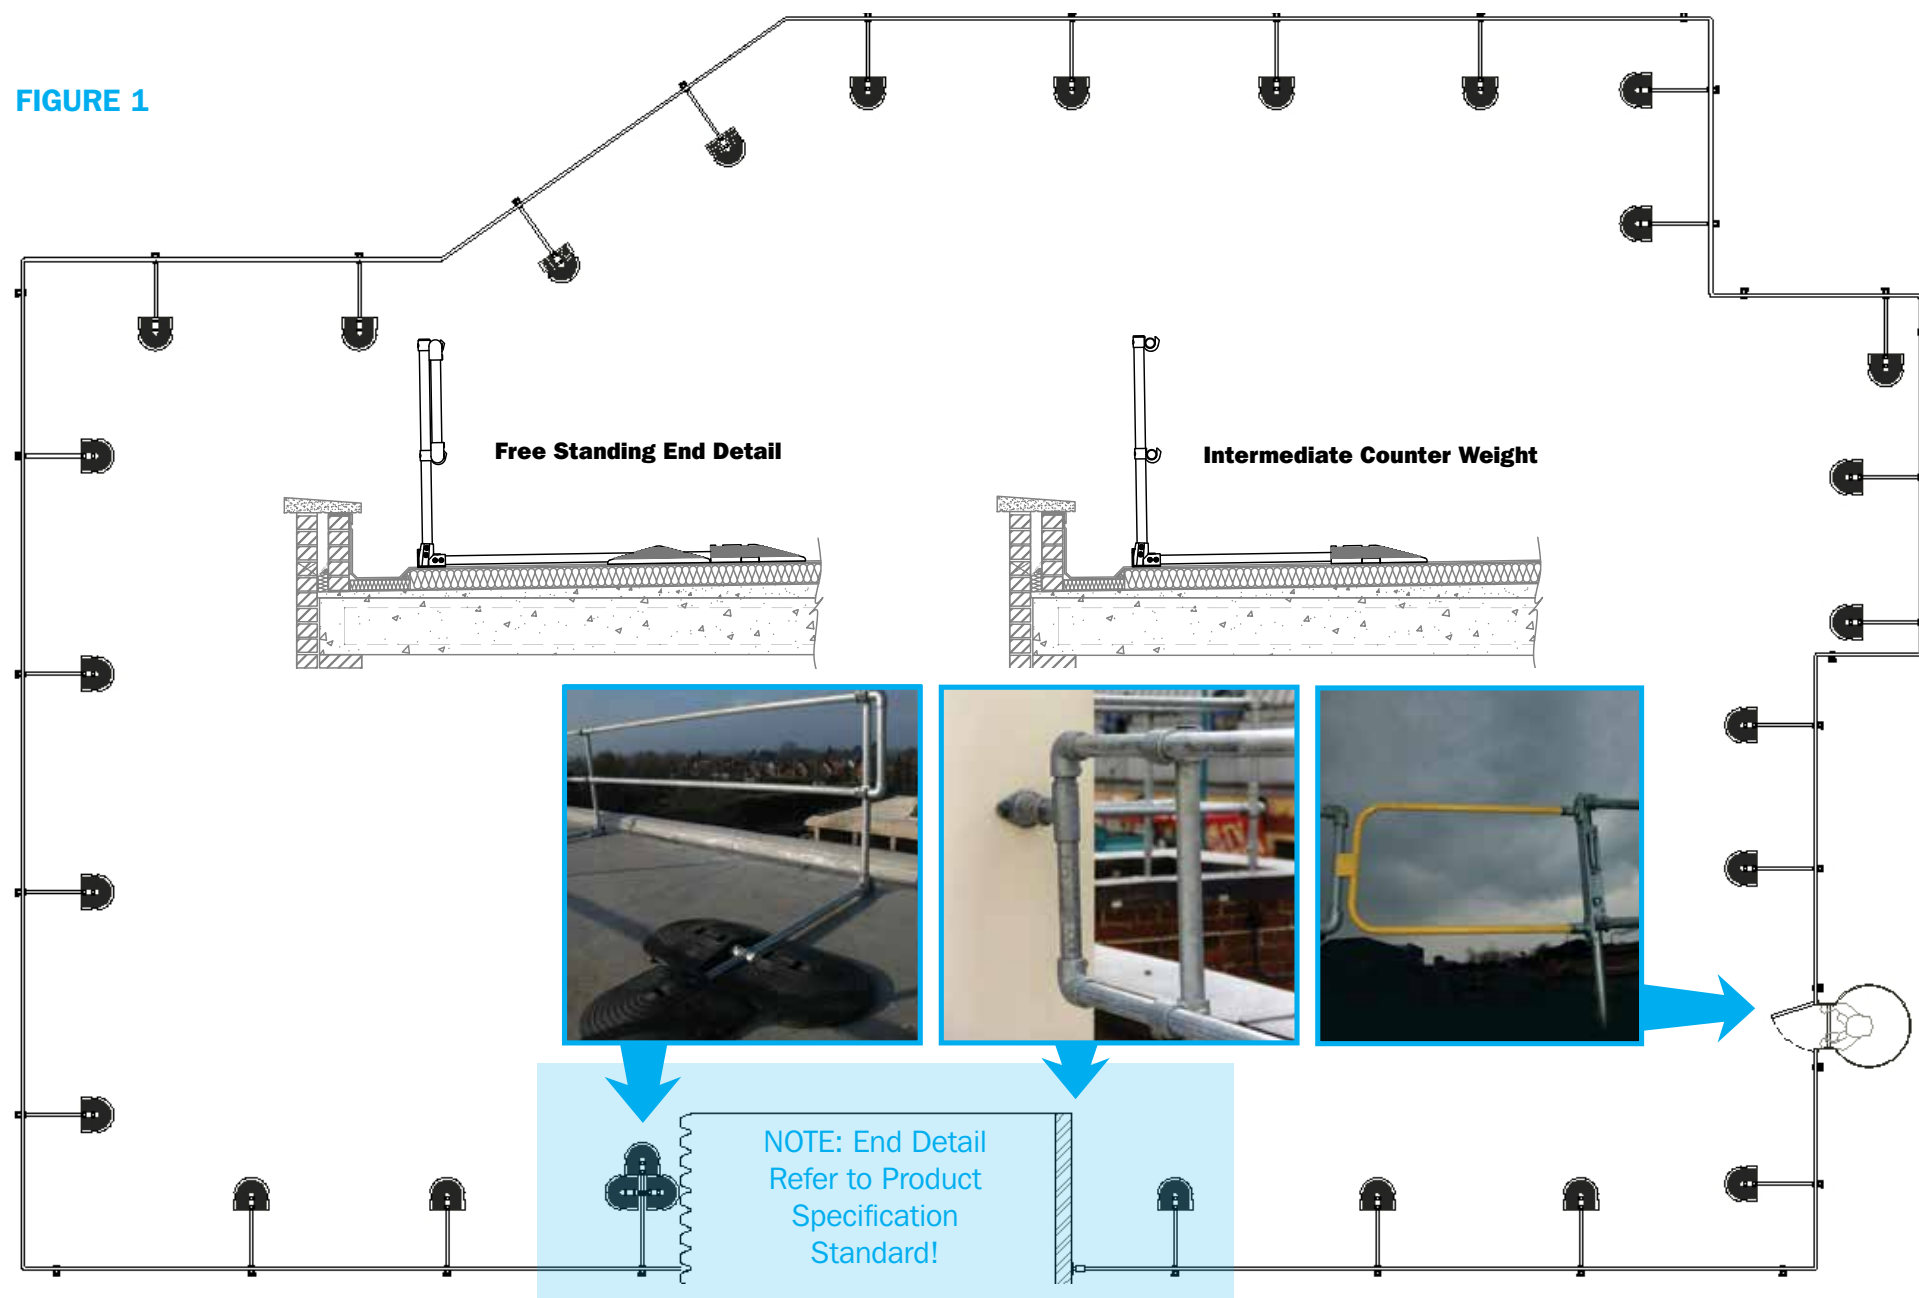 FIGURE 1
Free Standing End Detail
Intermediate Counter Weight
NOTE: End Detail
Refer to Product
Specification
Standard!